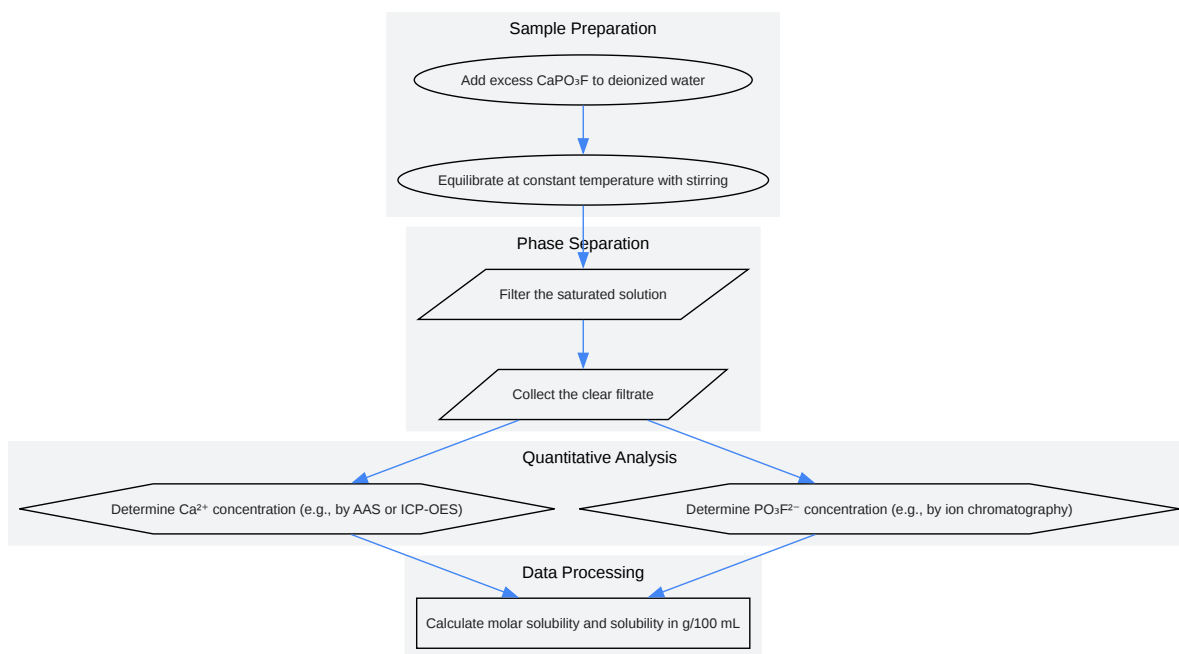 Sample Preparation
Add excess CaPO₃F to deionized water
Equilibrate at constant temperature with stirring
Phase Separation
Filter the saturated solution
Collect the clear filtrate
Quantitative Analysis
Determine Ca²⁺ concentration (e.g., by AAS or ICP-OES)
Determine PO₃F²⁻ concentration (e.g., by ion chromatography)
Data Processing
Calculate molar solubility and solubility in g/100 mL